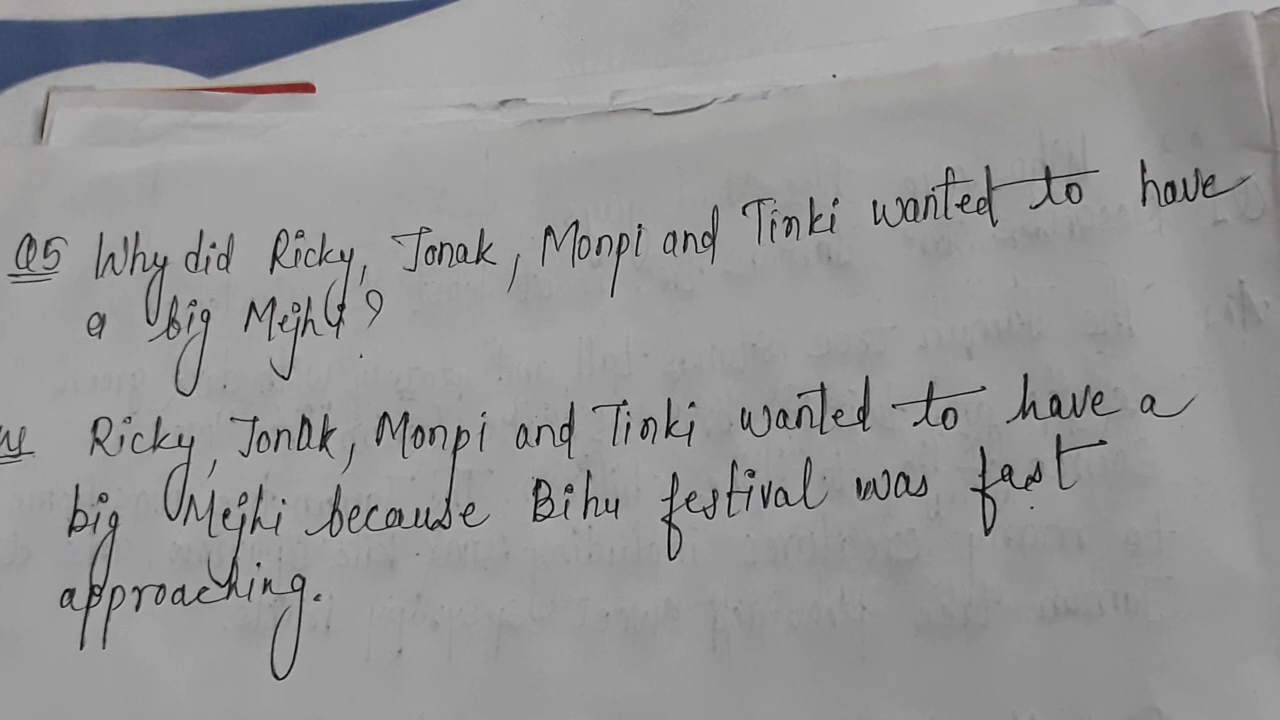 Q5 Why did Ricky, Jonak, Monpi and Tinki wanted to have
a big Mejhi?
Ricky, Jonak, Monpi and Tinki wanted to have a
big Mejhi because Bihu festival was fast
approaching.